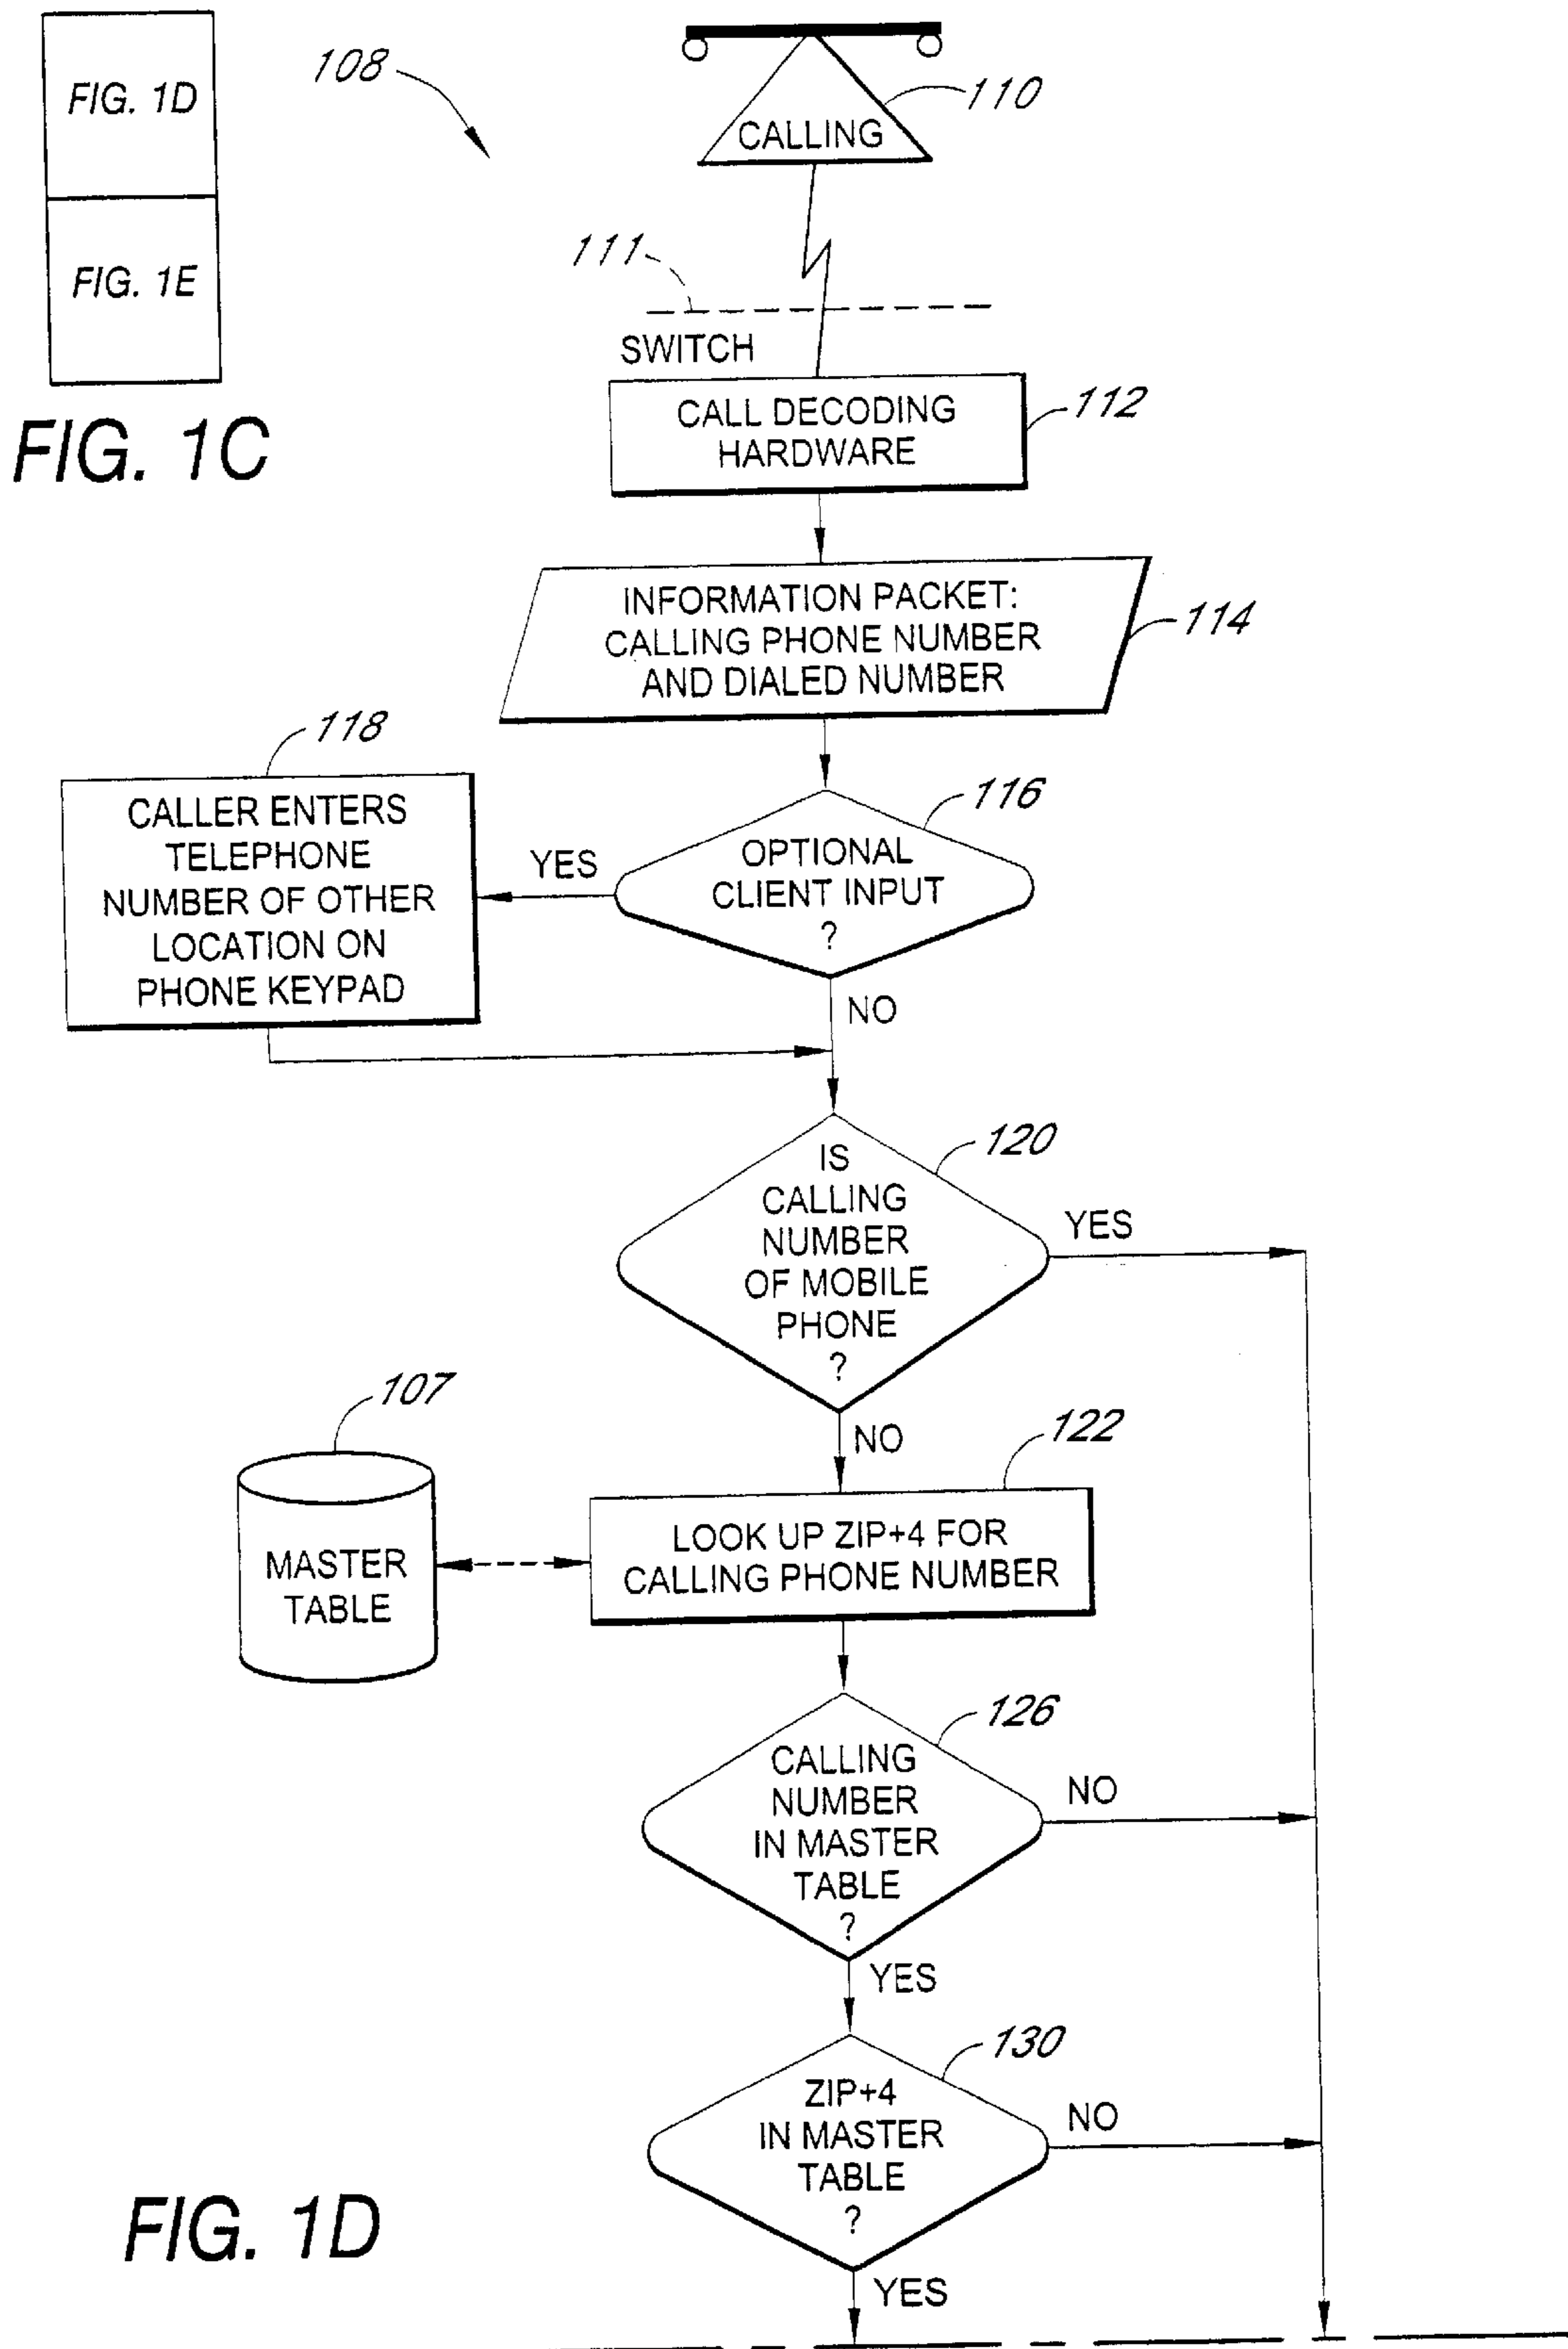 FIG. 1D
FIG. 1E
FIG. 1C
108
110
CALLING
111
SWITCH
CALL DECODING
HARDWARE
112
INFORMATION PACKET:
CALLING PHONE NUMBER
AND DIALED NUMBER
114
118
CALLER ENTERS
TELEPHONE
NUMBER OF OTHER
LOCATION ON
PHONE KEYPAD
YES
116
OPTIONAL
CLIENT INPUT
?
NO
120
IS
CALLING
NUMBER
OF MOBILE
PHONE
?
YES
NO
107
MASTER
TABLE
122
LOOK UP ZIP+4 FOR
CALLING PHONE NUMBER
126
CALLING
NUMBER
IN MASTER
TABLE
?
NO
YES
130
ZIP+4
IN MASTER
TABLE
?
NO
YES
FIG. 1D